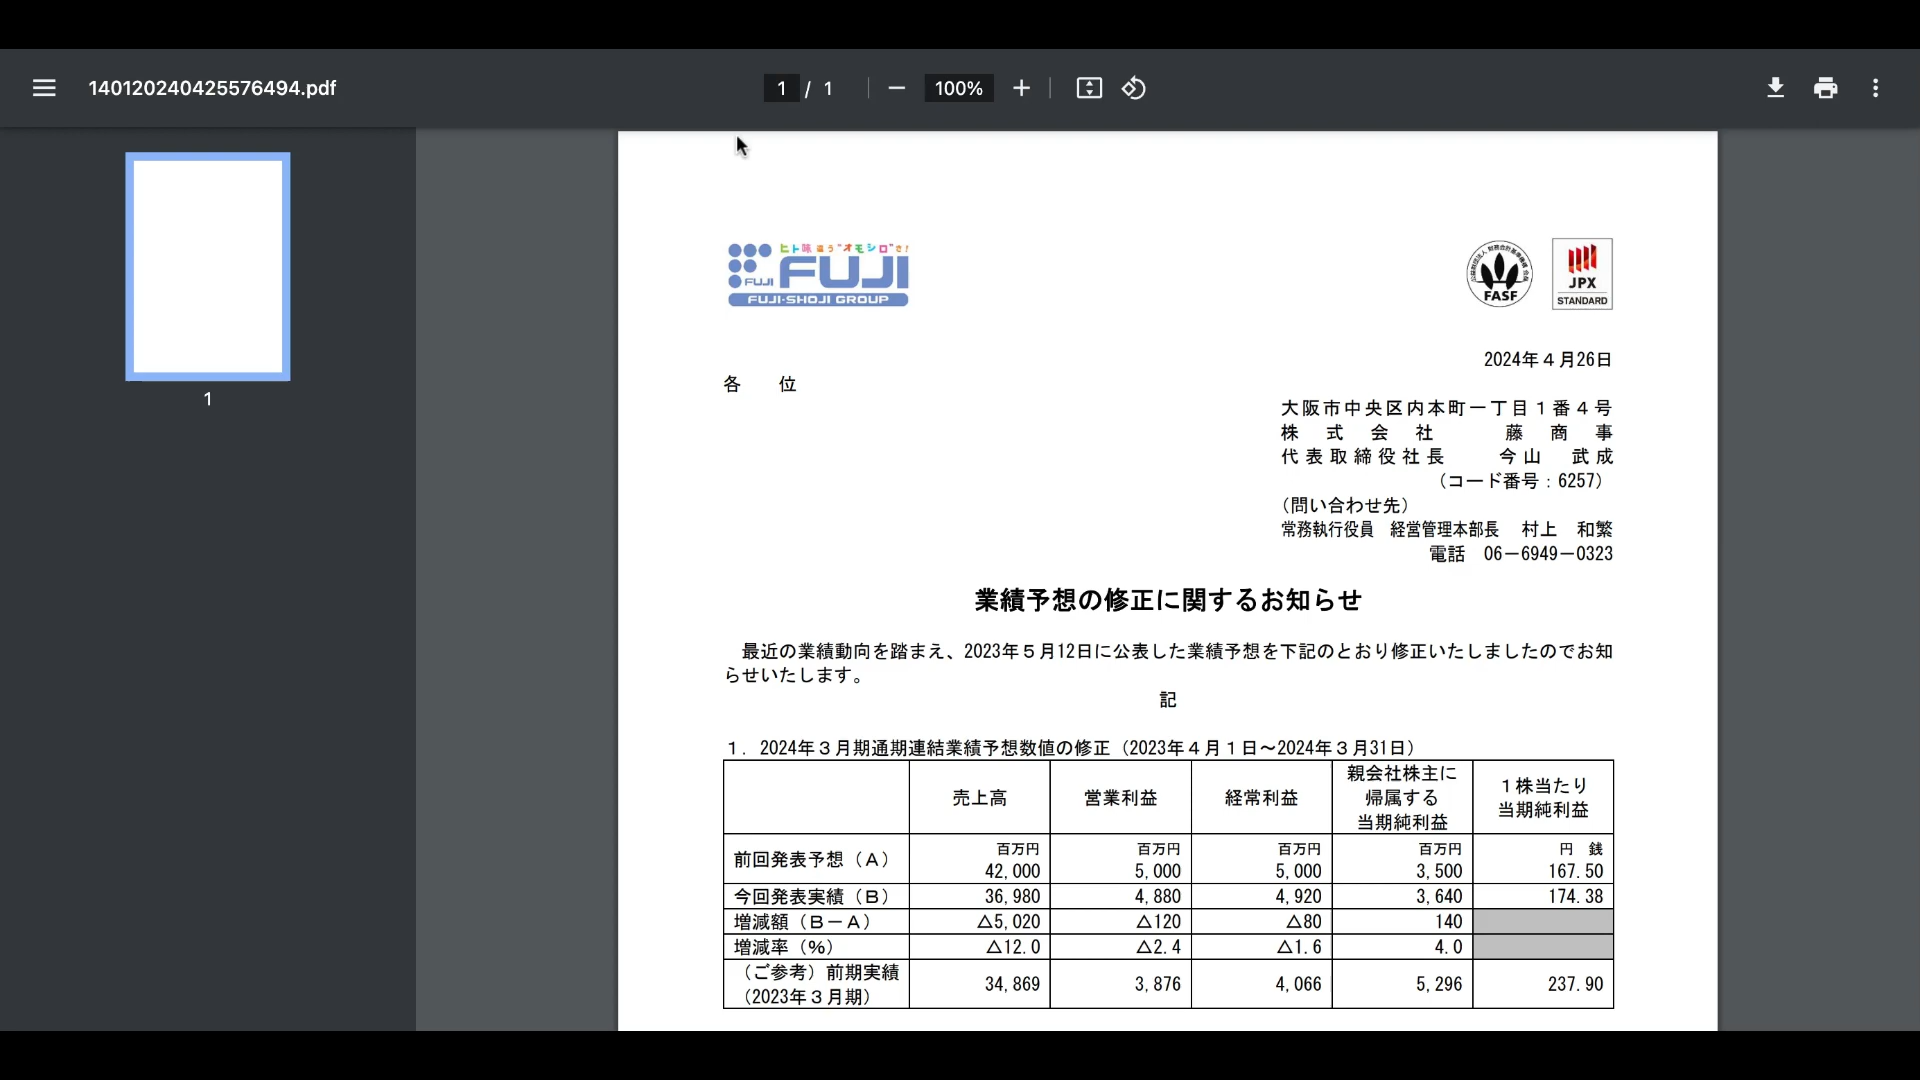 140120240425576494.pdf
1 / 1
100%
1
ヒト味違う"オモシロ"さ!
FUJI FUJI
FUJI・SHOJI GROUP
FASF
JPX
STANDARD
2024年4月26日
各 位
大阪市中央区内本町一丁目1番4号
株式会社 藤商事
代表取締役社長 今山 武成
（コード番号：6257）
（問い合わせ先）
常務執行役員 経営管理本部長 村上 和繁
電話 06－6949－0323
業績予想の修正に関するお知らせ
最近の業績動向を踏まえ、2023年5月12日に公表した業績予想を下記のとおり修正いたしましたのでお知
らせいたします。
記
1．2024年3月期通期連結業績予想数値の修正（2023年4月1日～2024年3月31日）
売上高 営業利益 経常利益 親会社株主に帰属する当期純利益 1株当たり当期純利益
百万円 百万円 百万円 百万円 円 銭
前回発表予想（A） 42,000 5,000 5,000 3,500 167.50
今回発表実績（B） 36,980 4,880 4,920 3,640 174.38
増減額（B－A） △5,020 △120 △80 140
増減率（％） △12.0 △2.4 △1.6 4.0
（ご参考）前期実績
（2023年3月期） 34,869 3,876 4,066 5,296 237.90